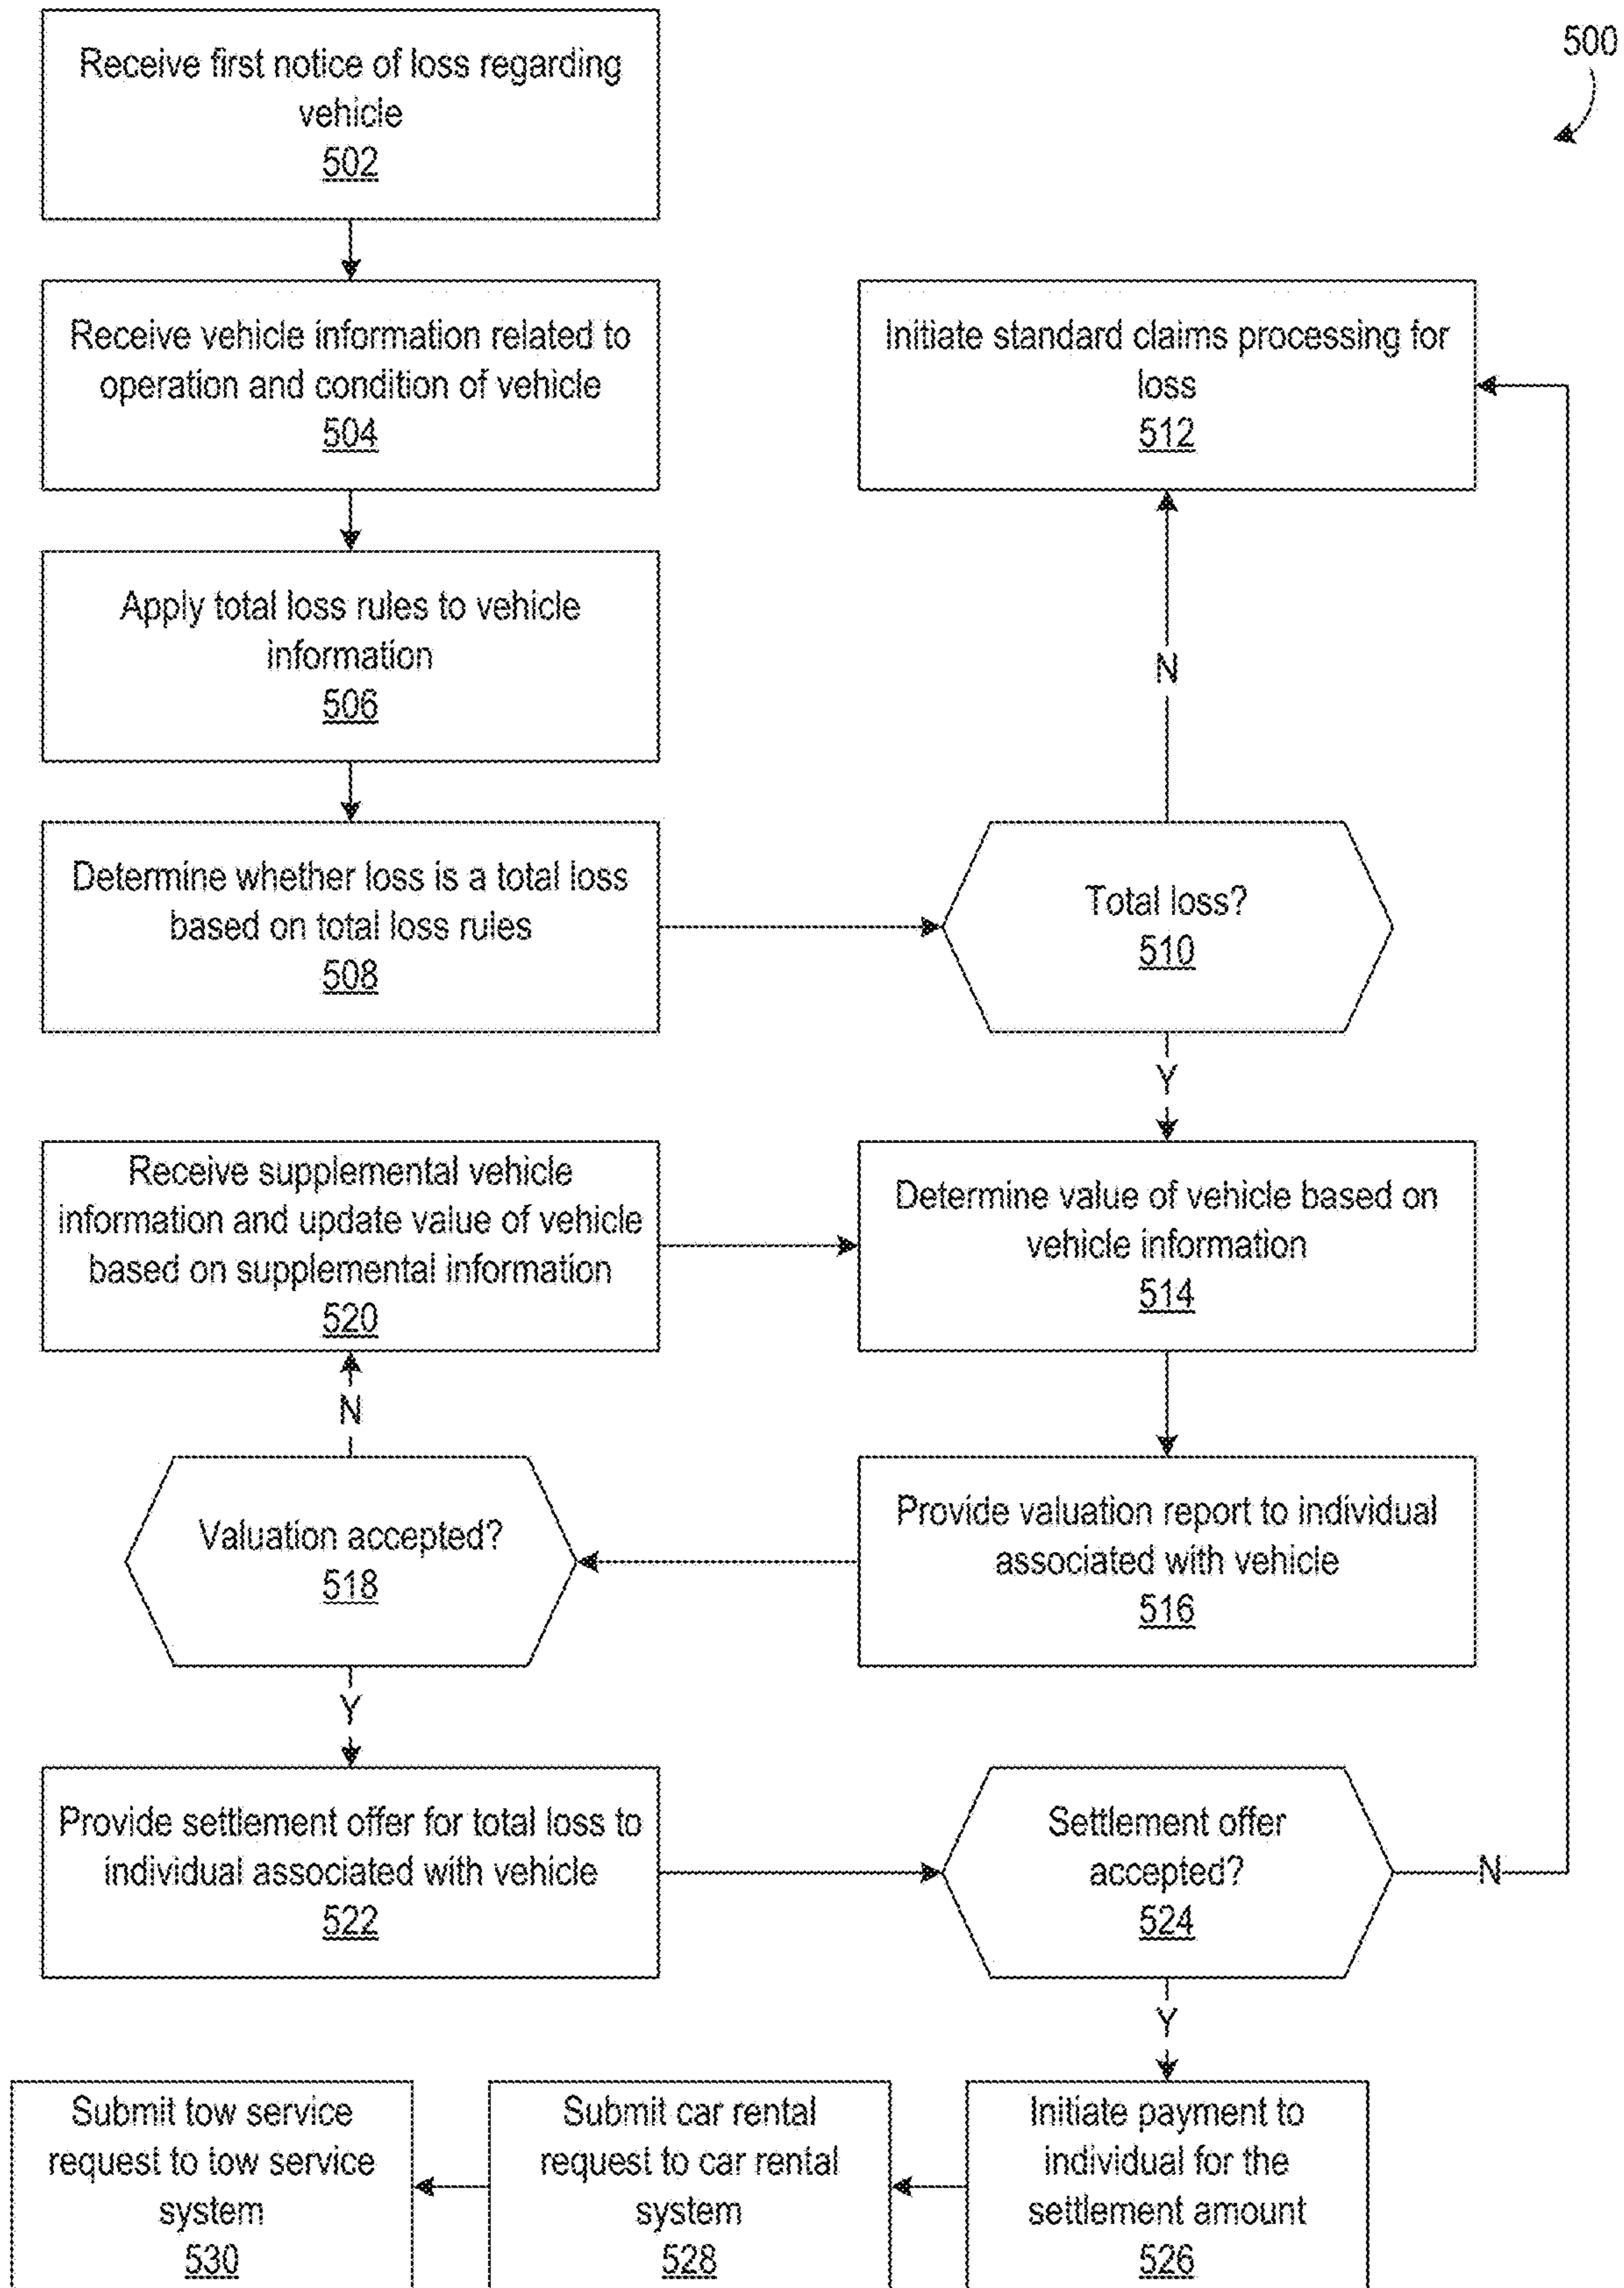 500
Receive first notice of loss regarding
vehicle
502
Receive vehicle information related to
operation and condition of vehicle
504
Initiate standard claims processing for
loss
512
Apply total loss rules to vehicle
information
506
N
Determine whether loss is a total loss
based on total loss rules
508
Total loss?
510
Y
Receive supplemental vehicle
information and update value of vehicle
based on supplemental information
520
Determine value of vehicle based on
vehicle information
514
N
Valuation accepted?
518
Provide valuation report to individual
associated with vehicle
516
Y
Provide settlement offer for total loss to
individual associated with vehicle
522
Settlement offer
accepted?
524
N
Y
Submit tow service
request to tow service
system
530
Submit car rental
request to car rental
system
528
Initiate payment to
individual for the
settlement amount
526